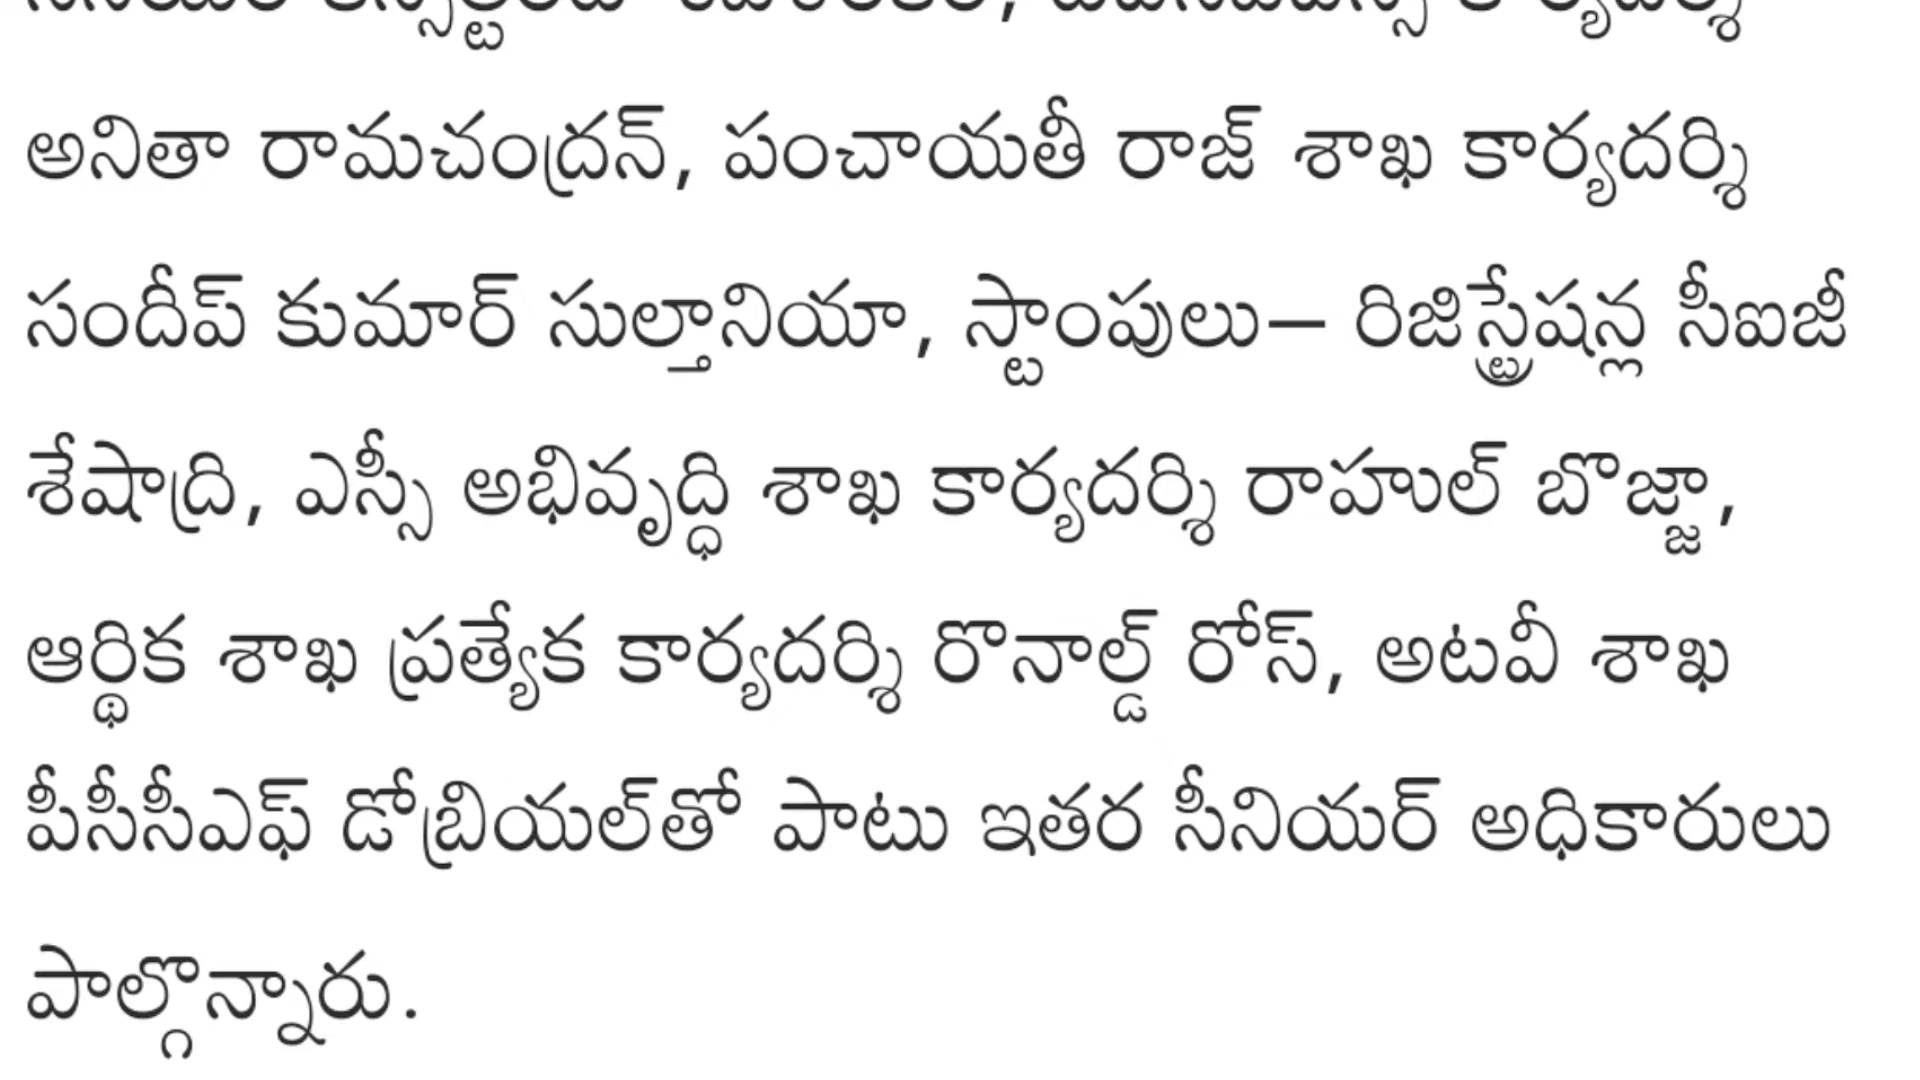 కార్యదర్శి
అనితా రామచంద్రన్, పంచాయతీ రాజ్ శాఖ కార్యదర్శి
సందీప్ కుమార్ సుల్తానియా, స్టాంపులు– రిజిస్ట్రేషన్ల సీఐజీ
శేషాద్రి, ఎస్సీ అభివృద్ధి శాఖ కార్యదర్శి రాహుల్ బొజ్జా,
ఆర్థిక శాఖ ప్రత్యేక కార్యదర్శి రొనాల్డ్ రోస్, అటవీ శాఖ
పీసీసీఎఫ్ డోబ్రియల్‌తో పాటు ఇతర సీనియర్ అధికారులు
పాల్గొన్నారు.